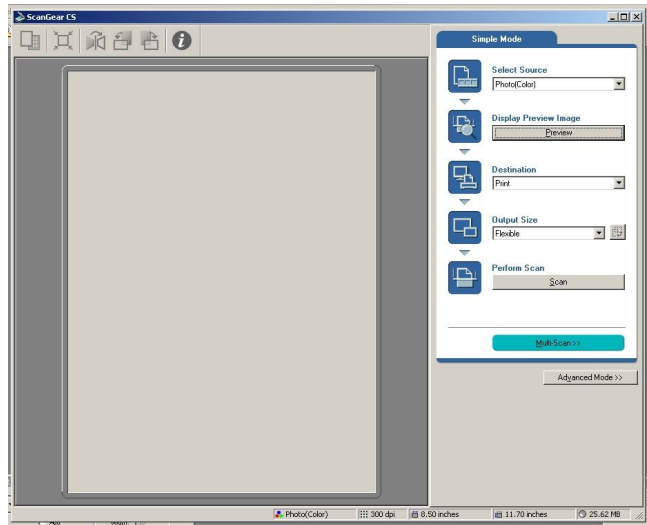 ScanGear CS
Simple Mode
Select Source
Photo(Color)
Display Preview Image
Preview
Destination
Print
Output Size
Flexible
Perform Scan
Scan
Multi-Scan >>
Advanced Mode >>
Photo(Color) 300 dpi 8.50 inches 11.70 inches 25.62 MB